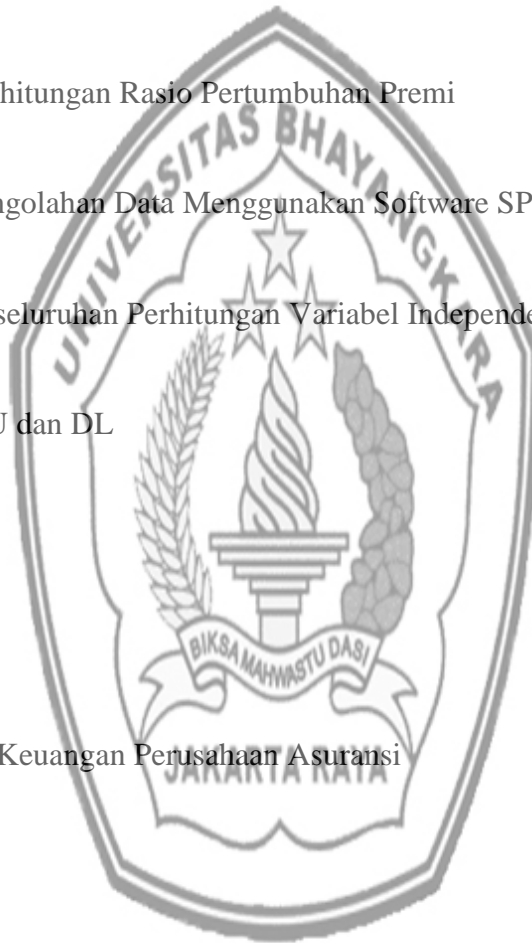 hitungan Rasio Pertumbuhan Premi
UNIVERSITAS BHAYANGKARA
ngolahan Data Menggunakan Software SP
seluruhan Perhitungan Variabel Independe
U dan DL
BIKSA MAHWASTU DASI
Keuangan Perusahaan Asuransi
JAKARTA RAYA